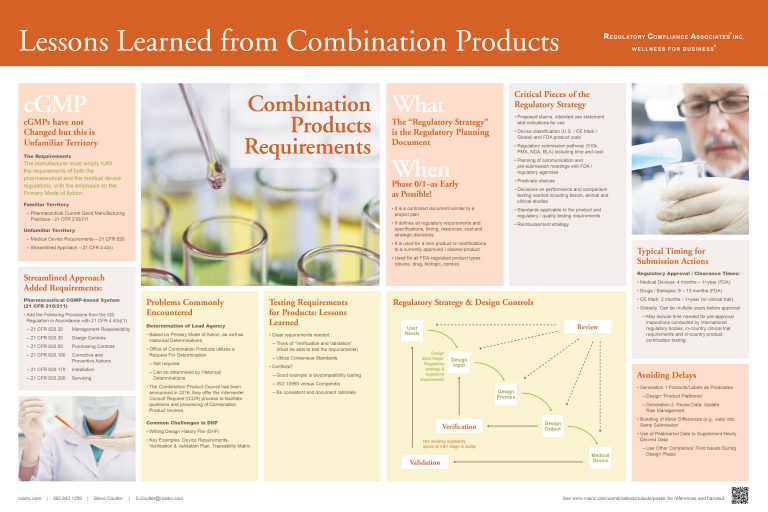 Lessons Learned from Combination Products
REGULATORY COMPLIANCE ASSOCIATES® INC.
WELLNESS FOR BUSINESS®
cGMP
cGMPs have not
Changed but this is
Unfamiliar Territory
The Requirements
The manufacturer must simply fulfill
the requirements of both the
pharmaceutical and the medical device
regulations, with the emphasis on the
Primary Mode of Action.
Familiar Territory
– Pharmaceutical Current Good Manufacturing
Practices - 21 CFR 210/211
Unfamiliar Territory
– Medical Device Requirements – 21 CFR 820
– Streamlined Approach – 21 CFR 4.4(b)
Streamlined Approach
Added Requirements:
Pharmaceutical CGMP-based System
(21 CFR 210/211)
• Add the Following Provisions from the QS
Regulation in Accordance with 21 CFR 4.4(b)(1)
– 21 CFR 820.20 Management Responsibility
– 21 CFR 820.30 Design Controls
– 21 CFR 820.50 Purchasing Controls
– 21 CFR 820.100 Corrective and
Preventive Actions
– 21 CFR 820.170 Installation
– 21 CFR 820.200 Servicing
Combination
Products
Requirements
Problems Commonly
Encountered
Determination of Lead Agency
• Based on Primary Mode of Action, as well as
Historical Determinations
• Office of Combination Products utilizes a
Request For Determination
– Not required
– Can be determined by Historical
Determinations
• The Combination Product Council has been
announced in 2016; they offer the Intercenter
Consult Request (ICCR) process to facilitate
questions and processing of Combination
Product reviews.
Common Challenges in DHF
• Writing Design History File (DHF)
• Key Examples: Device Requirements,
Verification & Validation Plan, Traceability Matrix
Testing Requirements
for Products: Lessons
Learned
• Clear requirements needed
– Think of "Verification and Validation"
(Must be able to test the requirements)
– Utilize Consensus Standards
• Conflicts?
– Good example is biocompatibility testing
– ISO 10993 versus Compendia
– Be consistent and document rationale
What
The "Regulatory Strategy"
is the Regulatory Planning
Document
When
Phase 0/1–as Early
as Possible!
• It is a controlled document similar to a
project plan
• It defines all regulatory requirements and
specifications, timing, resources, cost and
strategic decisions
• It is used for a new product or modifications
to a currently approved / cleared product
• Used for all FDA-regulated product types
(device, drug, biologic, combo)
Critical Pieces of the
Regulatory Strategy
• Proposed claims, intended use statement
and indications for use
• Device classification (U.S. / CE Mark /
Global) and FDA product code
• Regulatory submission pathway (510k,
PMA, NDA, BLA) including time and cost
• Planning of communication and
pre-submission meetings with FDA /
regulatory agencies
• Predicate choices
• Decisions on performance and comparison
testing needed including bench, animal and
clinical studies
• Standards applicable to the product and
regulatory / quality testing requirements
• Reimbursement strategy
Regulatory Strategy & Design Controls
User
Needs
Review
Design
Input Stage:
Regulatory
strategy &
regulatory
requirements
Design
Input
Design
Process
Verification
Design
Output
Not meeting regulatory
specs at V&V stage is costly
Validation
Medical
Device
Typical Timing for
Submission Actions
Regulatory Approval / Clearance Times:
• Medical Devices: 4 months – 1+year (FDA)
• Drugs / Biologics: 6 – 13 months (FDA)
• CE Mark: 2 months - 1+year (w/ clinical trial)
• Globally: Can be multiple years before approval
– May include time needed for pre-approval
inspections conducted by international
regulatory bodies, in-country clinical trial
requirements and in-country product
certification testing.
Avoiding Delays
• Generation 1 Products/Labels as Predicates
– Design "Product Platforms"
– Generation 2: Reuse Data; Update
Risk Management
• Bundling of Minor Differences (e.g., size) into
Same Submission
• Use of Postmarket Data to Supplement Newly
Derived Data
– Use Other Comparison Field Issues During
Design Phase
rcainc.com | 262.842.1250 | Steve Coulter | S.Coulter@rcainc.com
See www.rcainc.com/combinationproducts/poster for references and handout.